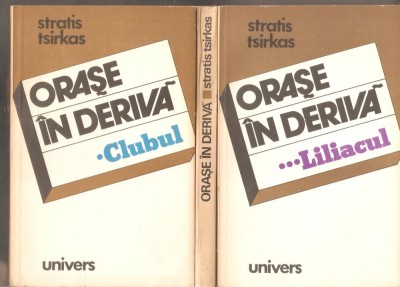 stratis
tsirkas
ORAȘE
ÎN DERIVĂ
•Clubul
univers
ORAȘE ÎN DERIVĂ stratis tsirkas
stratis
tsirkas
ORAȘE
ÎN DERIVĂ
•••Liliacul
univers